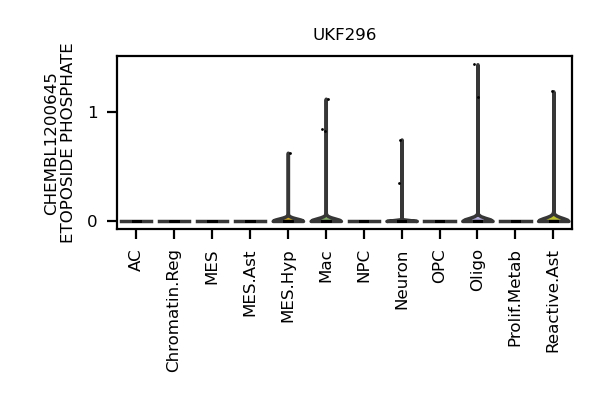 UKF296
CHEMBL1200645
ETOPOSIDE PHOSPHATE
1
0
AC
Chromatin.Reg
MES
MES.Ast
MES.Hyp
Mac
NPC
Neuron
OPC
Oligo
Prolif.Metab
Reactive.Ast